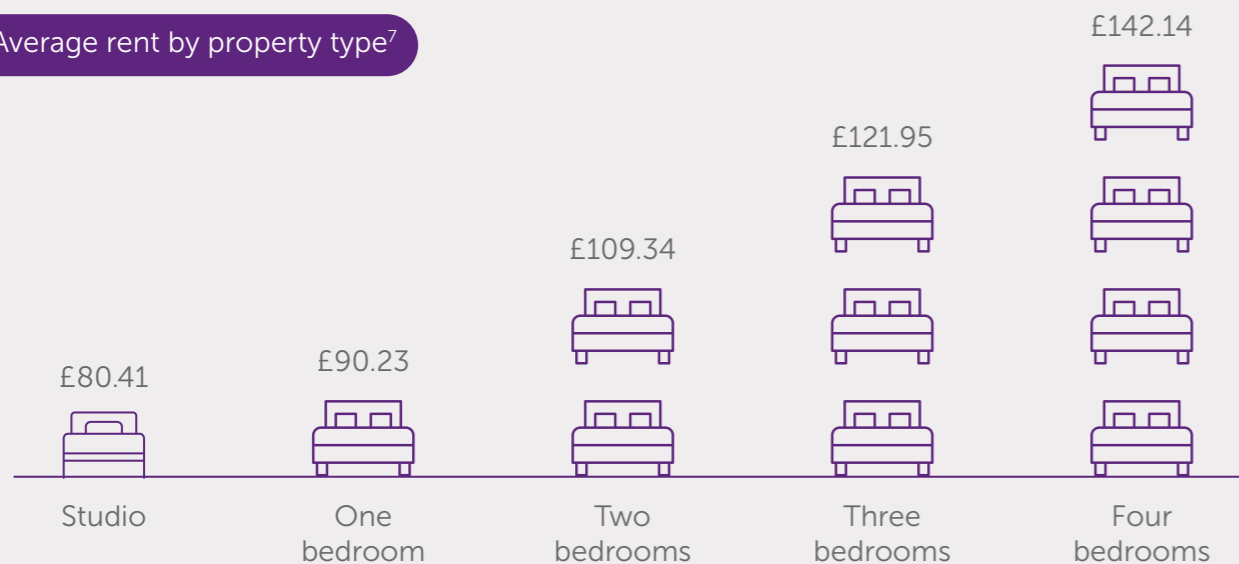 Average rent by property type7
£80.41
£90.23
£109.34
£121.95
£142.14
Studio
One
bedroom
Two
bedrooms
Three
bedrooms
Four
bedrooms